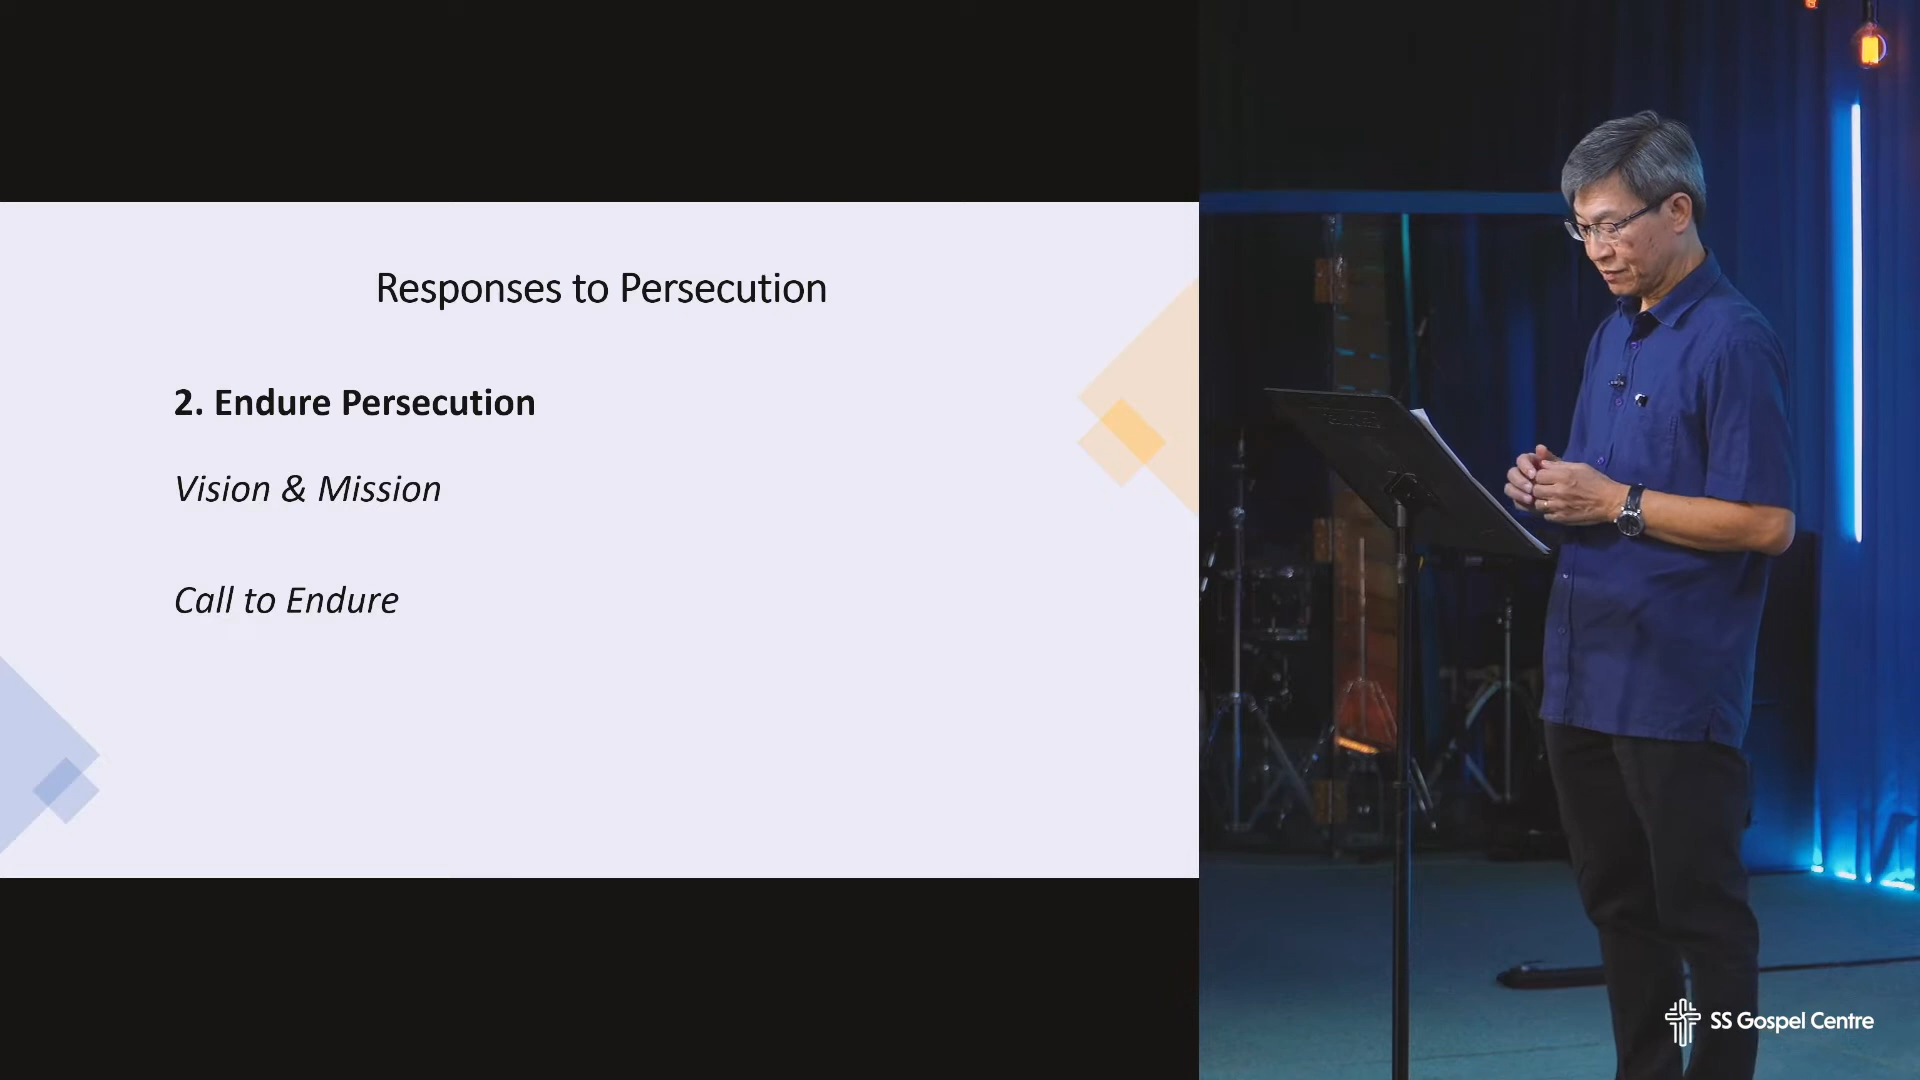 Responses to Persecution
2. Endure Persecution
Vision & Mission
Call to Endure
SS Gospel Centre